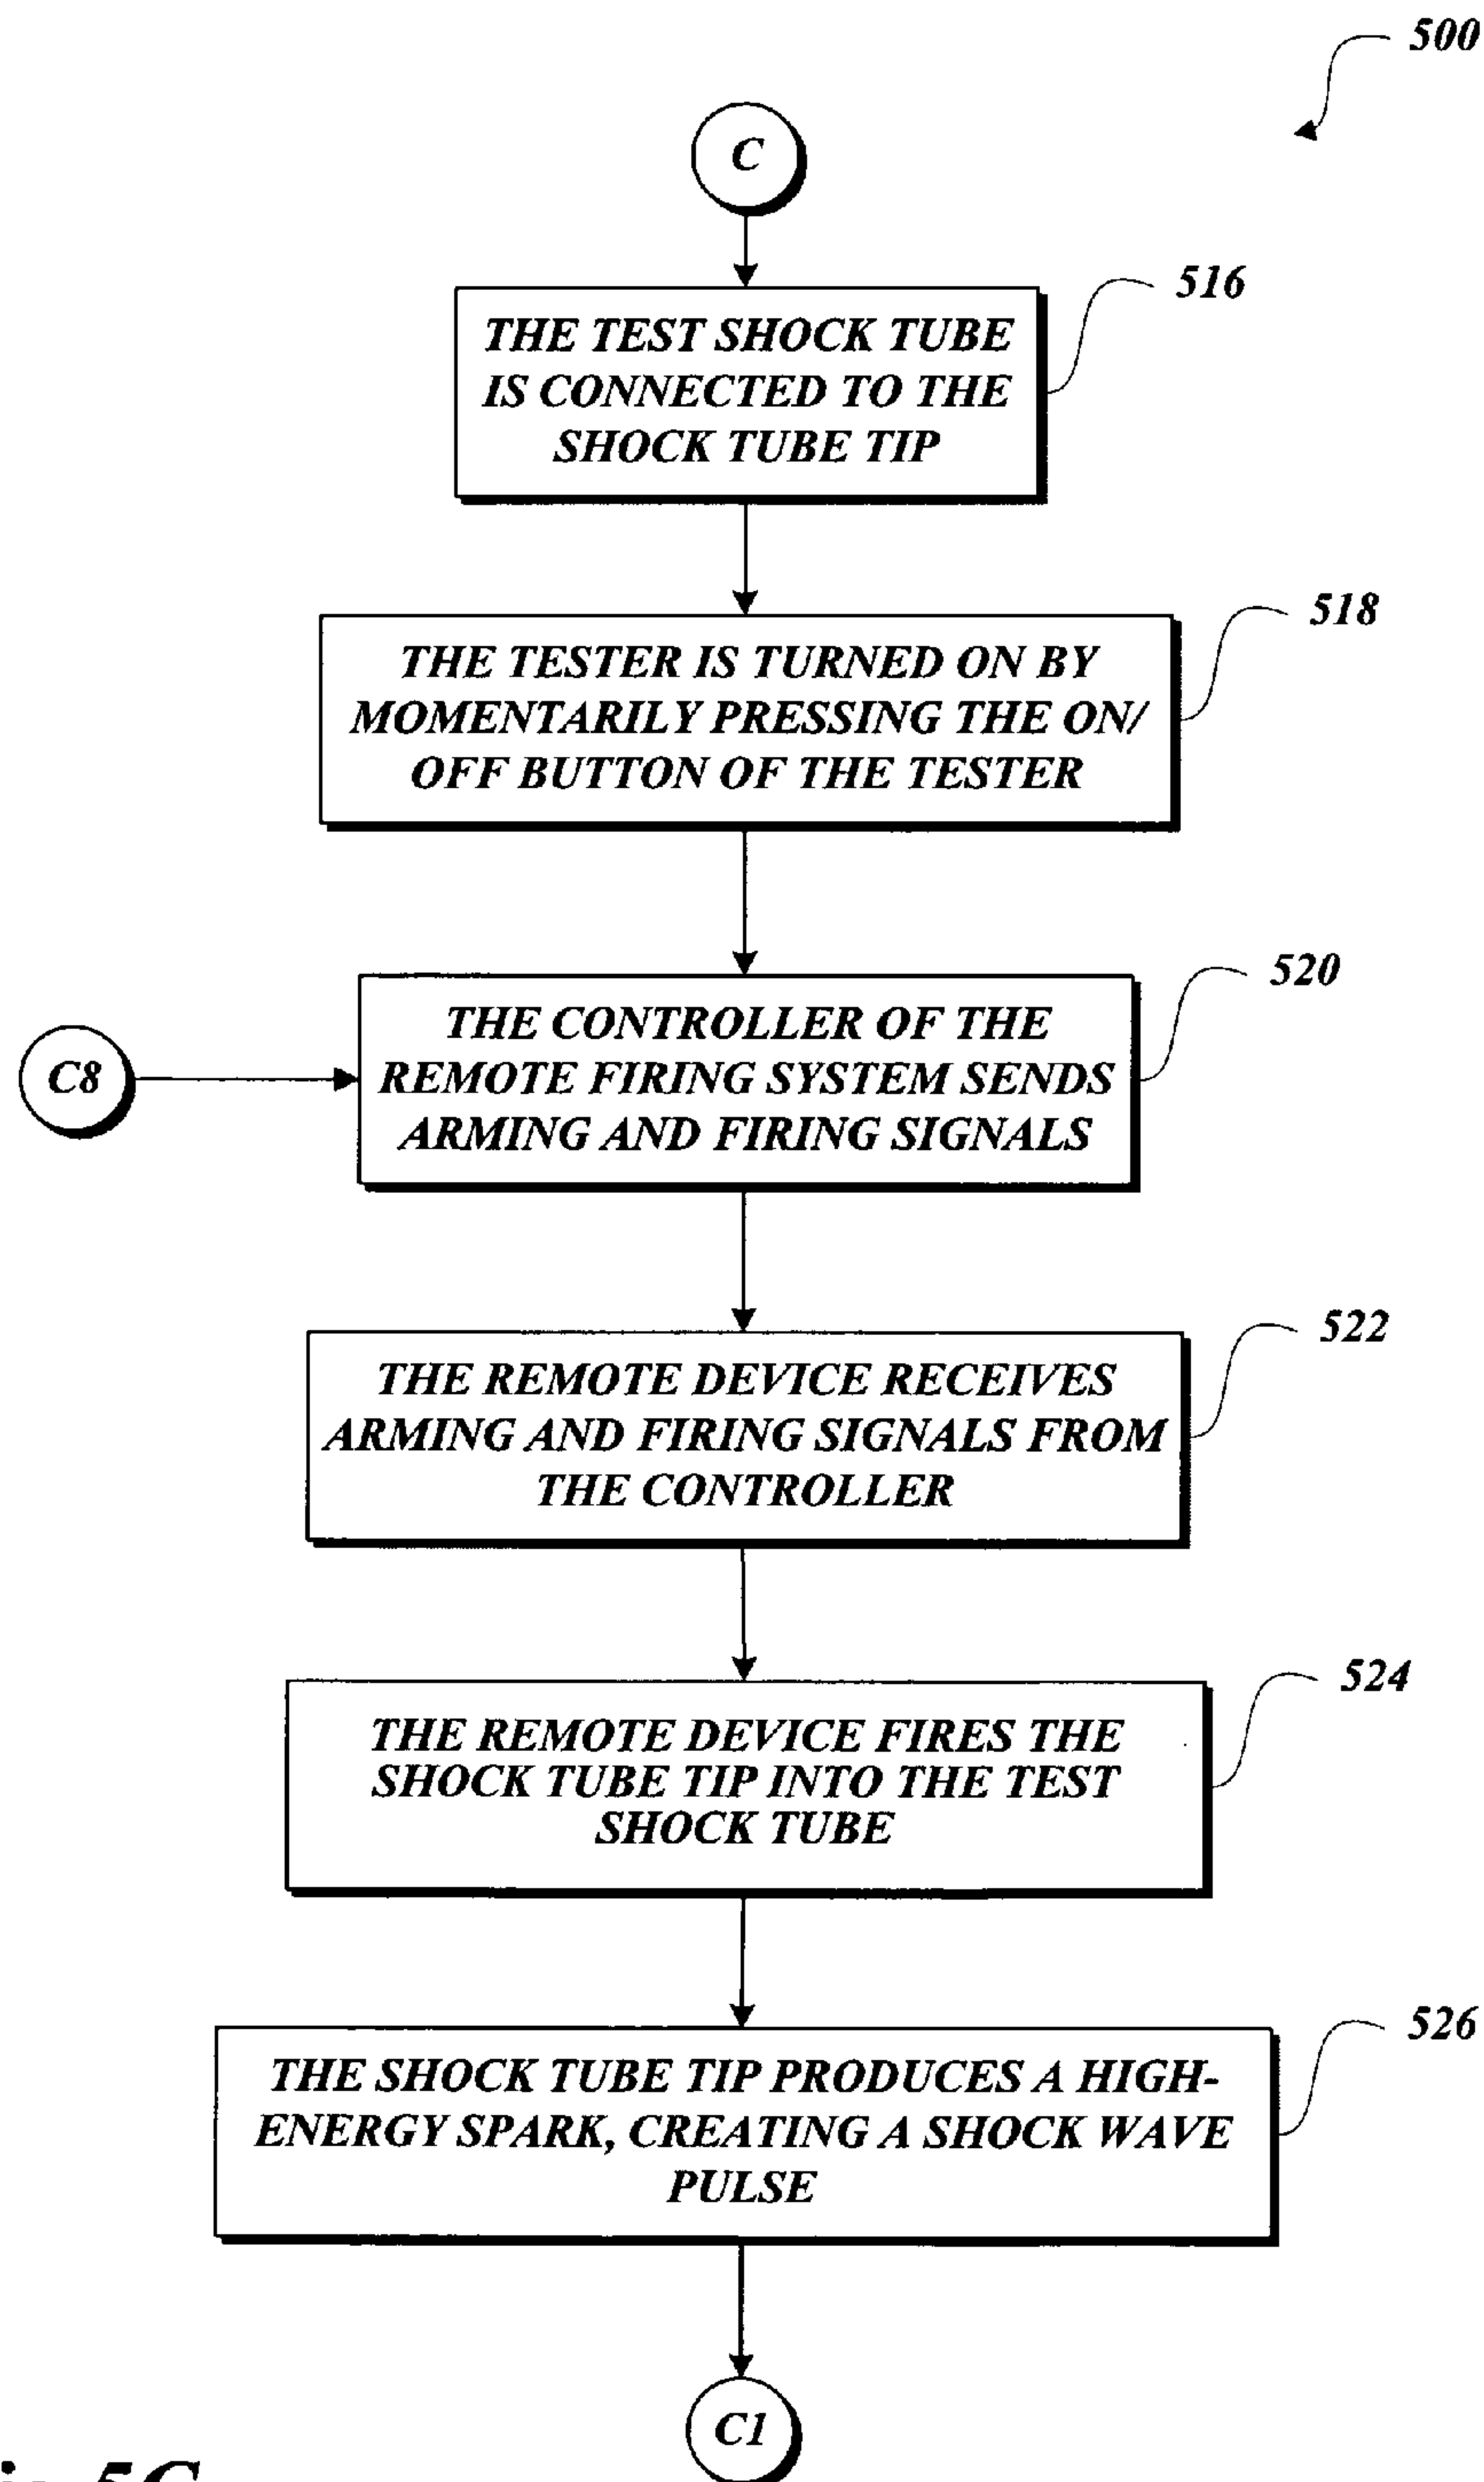 500
C
516
THE TEST SHOCK TUBE
IS CONNECTED TO THE
SHOCK TUBE TIP
518
THE TESTER IS TURNED ON BY
MOMENTARILY PRESSING THE ON/
OFF BUTTON OF THE TESTER
520
THE CONTROLLER OF THE
REMOTE FIRING SYSTEM SENDS
ARMING AND FIRING SIGNALS
C8
522
THE REMOTE DEVICE RECEIVES
ARMING AND FIRING SIGNALS FROM
THE CONTROLLER
524
THE REMOTE DEVICE FIRES THE
SHOCK TUBE TIP INTO THE TEST
SHOCK TUBE
526
THE SHOCK TUBE TIP PRODUCES A HIGH-
ENERGY SPARK, CREATING A SHOCK WAVE
PULSE
C1